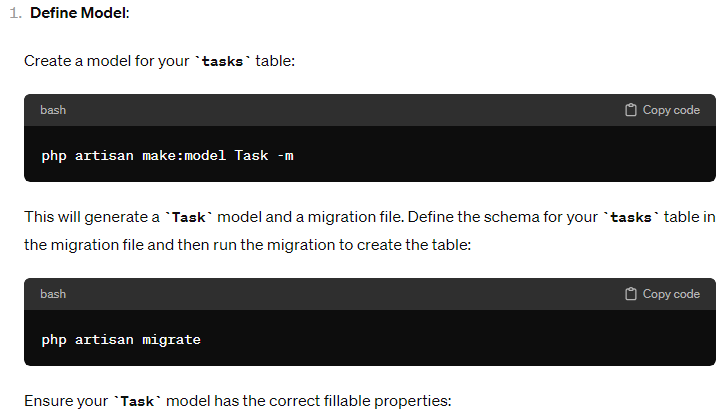 1. Define Model:
Create a model for your `tasks` table:
bash Copy code
php artisan make:model Task -m
This will generate a `Task` model and a migration file. Define the schema for your `tasks` table in
the migration file and then run the migration to create the table:
bash Copy code
php artisan migrate
Ensure your `Task` model has the correct fillable properties: